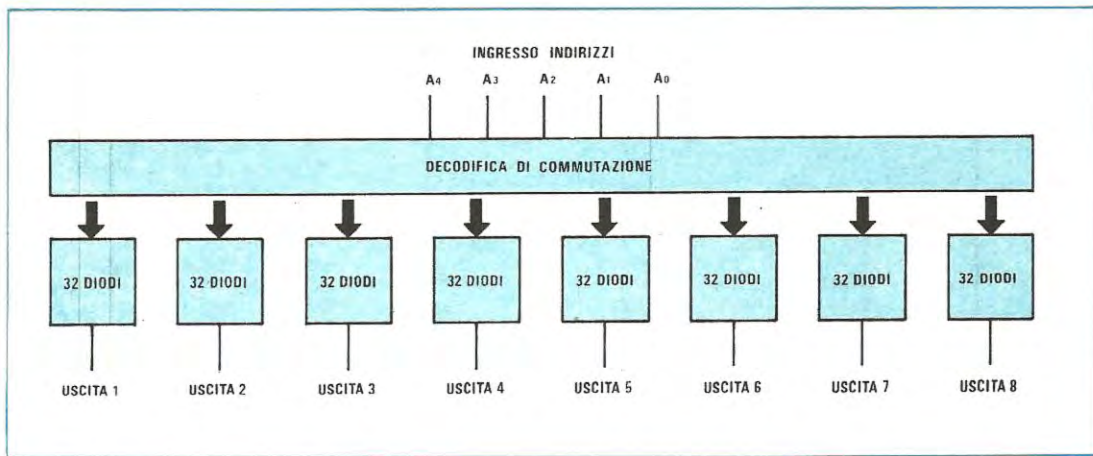 INGRESSO INDIRIZZI
A4 A3 A2 A1 A0
DECODIFICA DI COMMUTAZIONE
32 DIODI 32 DIODI 32 DIODI 32 DIODI 32 DIODI 32 DIODI 32 DIODI 32 DIODI
USCITA 1 USCITA 2 USCITA 3 USCITA 4 USCITA 5 USCITA 6 USCITA 7 USCITA 8